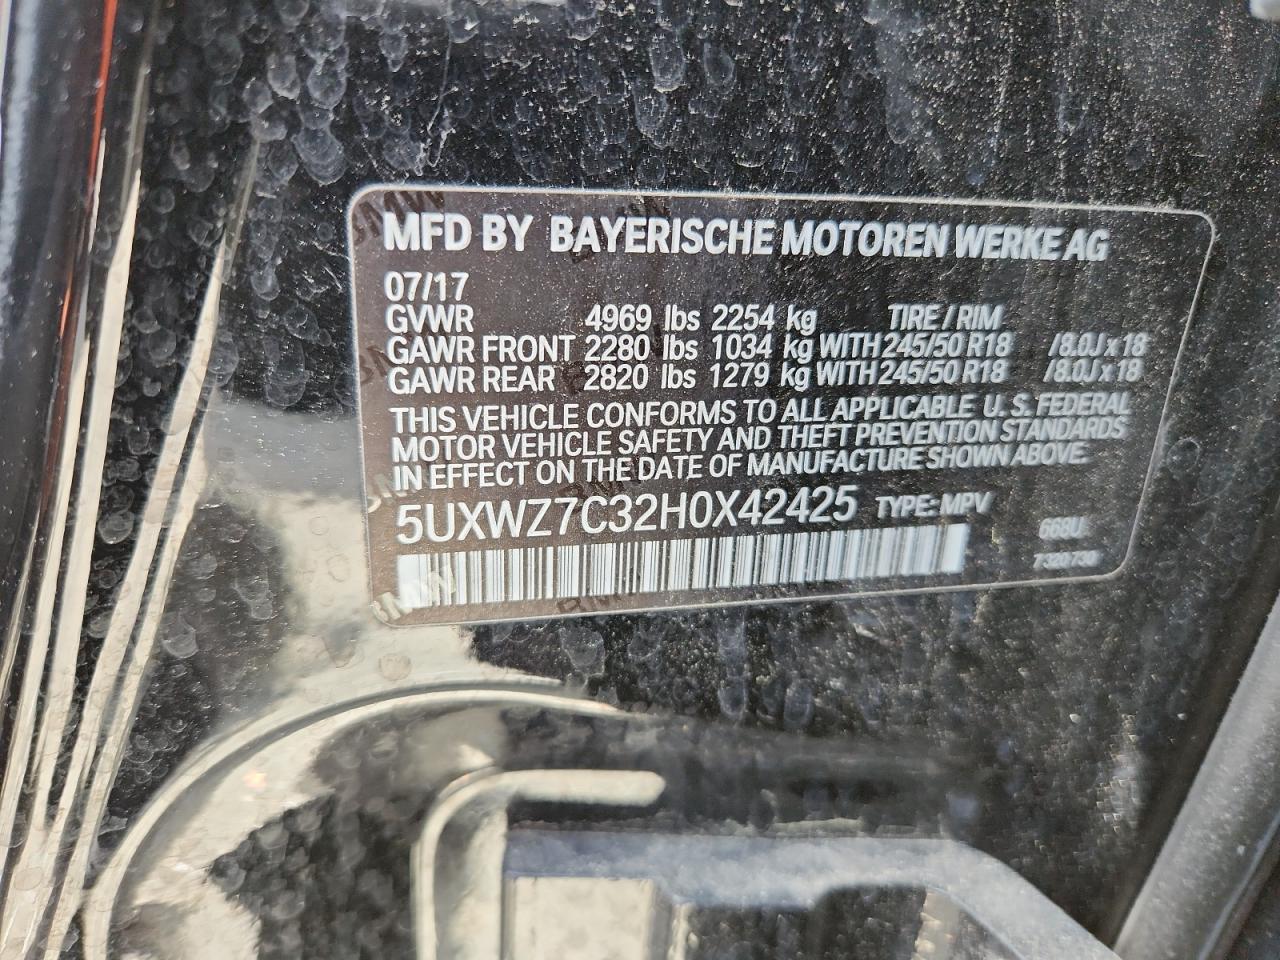 MFD BY BAYERISCHE MOTOREN WERKE AG
07/17
GVWR 4969 lbs 2254 kg TIRE / RIM
GAWR FRONT 2280 lbs 1034 kg WITH 245/50 R18 / 8.0J x 18
GAWR REAR 2820 lbs 1279 kg WITH 245/50 R18 / 8.0J x 18
THIS VEHICLE CONFORMS TO ALL APPLICABLE U. S. FEDERAL
MOTOR VEHICLE SAFETY AND THEFT PREVENTION STANDARDS
IN EFFECT ON THE DATE OF MANUFACTURE SHOWN ABOVE.
5UXWZ7C32H0X42425 TYPE: MPV
668U